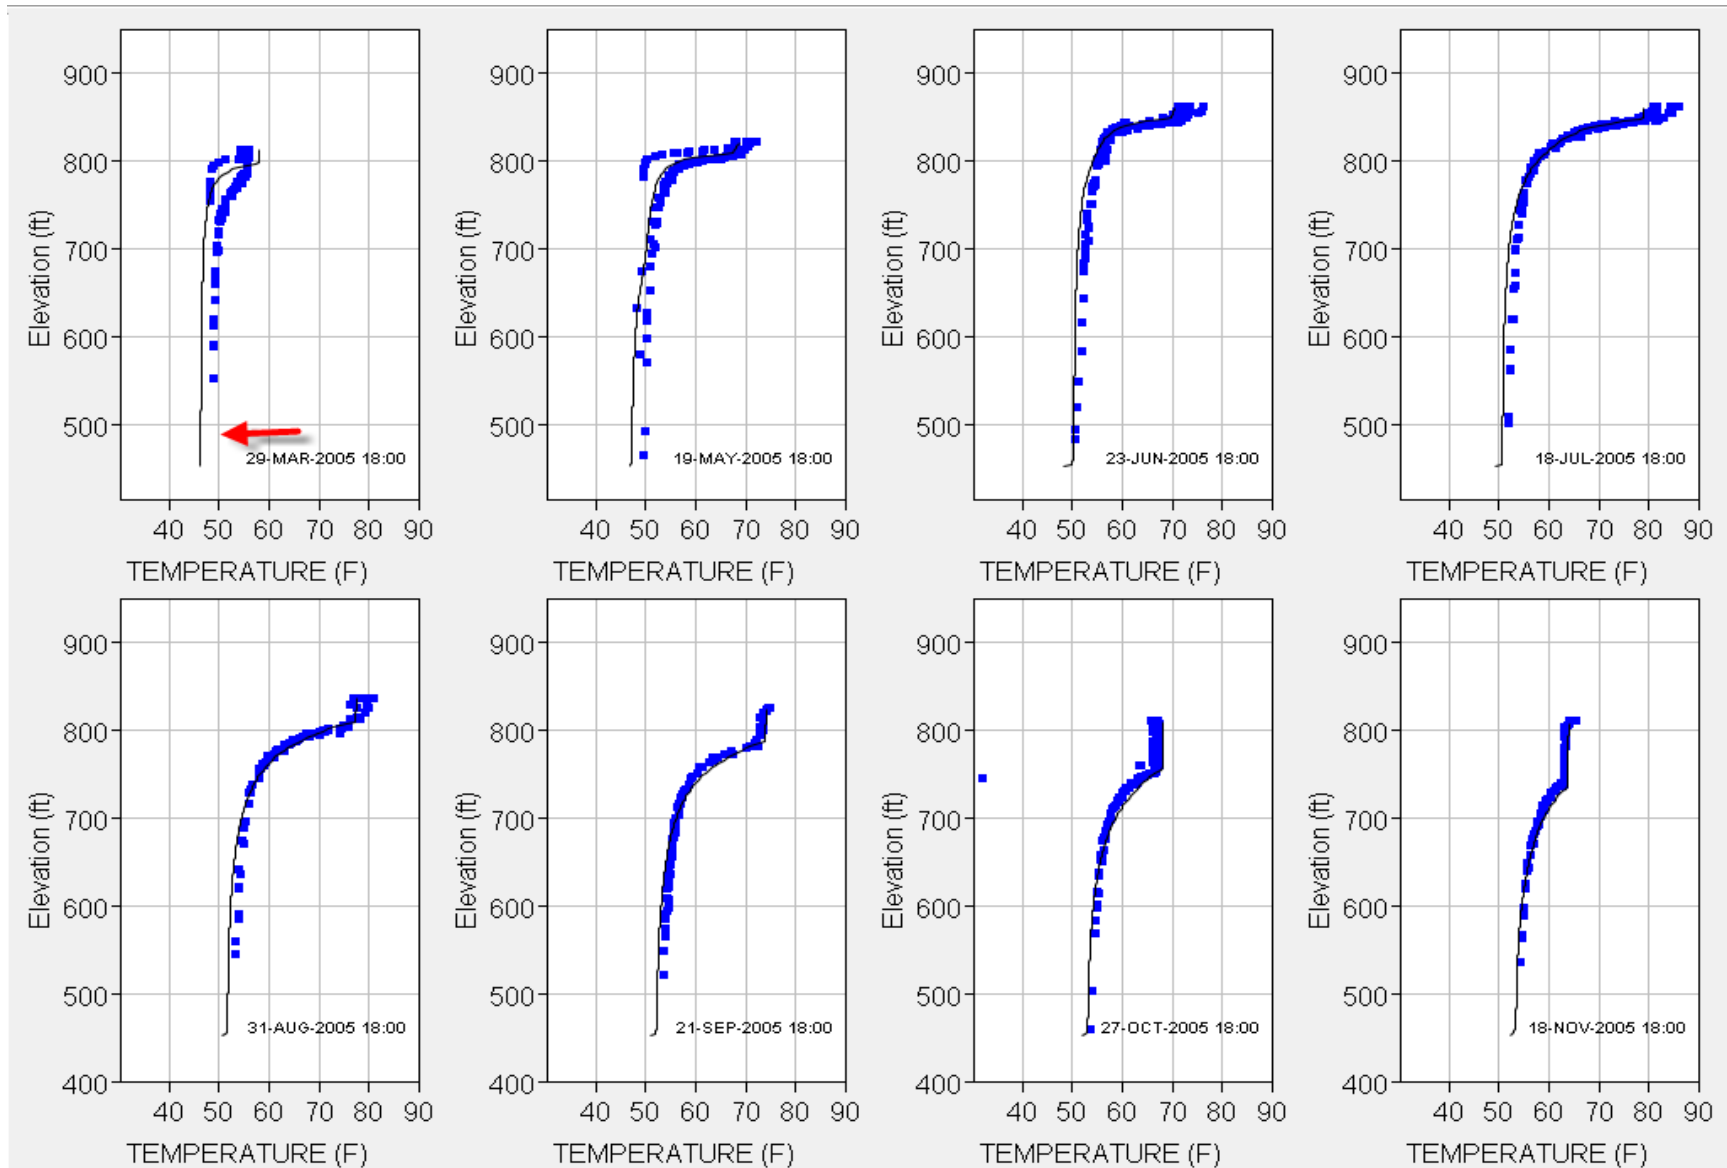 900
800
700
600
500
Elevation (ft)
29-MAR-2005 18:00
40 50 60 70 80 90
TEMPERATURE (F)
900
800
700
600
500
Elevation (ft)
19-MAY-2005 18:00
40 50 60 70 80 90
TEMPERATURE (F)
900
800
700
600
500
Elevation (ft)
23-JUN-2005 18:00
40 50 60 70 80 90
TEMPERATURE (F)
900
800
700
600
500
Elevation (ft)
18-JUL-2005 18:00
40 50 60 70 80 90
TEMPERATURE (F)
900
800
700
600
500
400
Elevation (ft)
31-AUG-2005 18:00
40 50 60 70 80 90
TEMPERATURE (F)
900
800
700
600
500
400
Elevation (ft)
21-SEP-2005 18:00
40 50 60 70 80 90
TEMPERATURE (F)
900
800
700
600
500
400
Elevation (ft)
27-OCT-2005 18:00
40 50 60 70 80 90
TEMPERATURE (F)
900
800
700
600
500
400
Elevation (ft)
18-NOV-2005 18:00
40 50 60 70 80 90
TEMPERATURE (F)